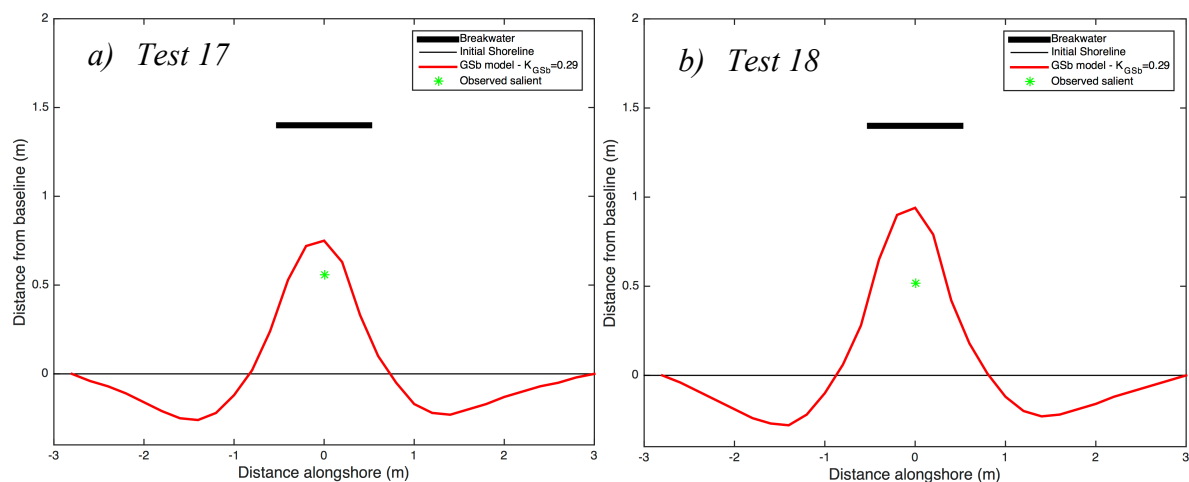 a) Test 17
Breakwater
Initial Shoreline
GSb model - K_GSb=0.29
Observed salient
2
1.5
1
0.5
0
Distance from baseline (m)
-3 -2 -1 0 1 2 3
Distance alongshore (m)
b) Test 18
Breakwater
Initial Shoreline
GSb model - K_GSb=0.29
Observed salient
2
1.5
1
0.5
0
Distance from baseline (m)
-3 -2 -1 0 1 2 3
Distance alongshore (m)